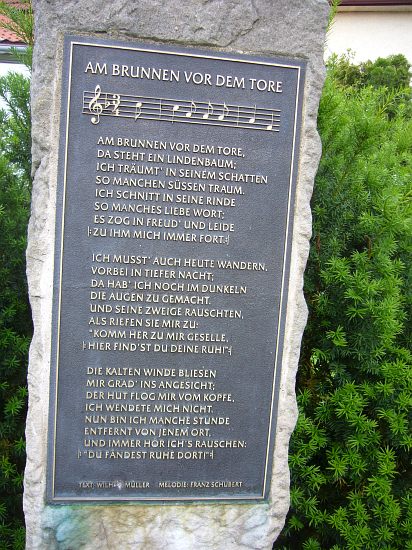 AM BRUNNEN VOR DEM TORE
AM BRUNNEN VOR DEM TORE,
DA STEHT EIN LINDENBAUM;
ICH TRÄUMT' IN SEINEM SCHATTEN
SO MANCHEN SÜSSEN TRAUM.
ICH SCHNITT IN SEINE RINDE
SO MANCHES LIEBE WORT;
ES ZOG IN FREUD' UND LEIDE
|: ZU IHM MICH IMMER FORT. :|
ICH MUSST' AUCH HEUTE WANDERN,
VORBEI IN TIEFER NACHT;
DA HAB' ICH NOCH IM DUNKELN
DIE AUGEN ZU GEMACHT.
UND SEINE ZWEIGE RAUSCHTEN,
ALS RIEFEN SIE MIR ZU:
"KOMM HER ZU MIR GESELLE,
|: HIER FIND'ST DU DEINE RUH!" :|
DIE KALTEN WINDE BLIESEN
MIR GRAD' INS ANGESICHT;
DER HUT FLOG MIR VOM KOPFE,
ICH WENDETE MICH NICHT.
NUN BIN ICH MANCHE STUNDE
ENTFERNT VON JENEM ORT,
UND IMMER HÖR ICH'S RAUSCHEN:
|: "DU FÄNDEST RUHE DORT!" :|
TEXT: WILHELM MÜLLER MELODIE: FRANZ SCHUBERT